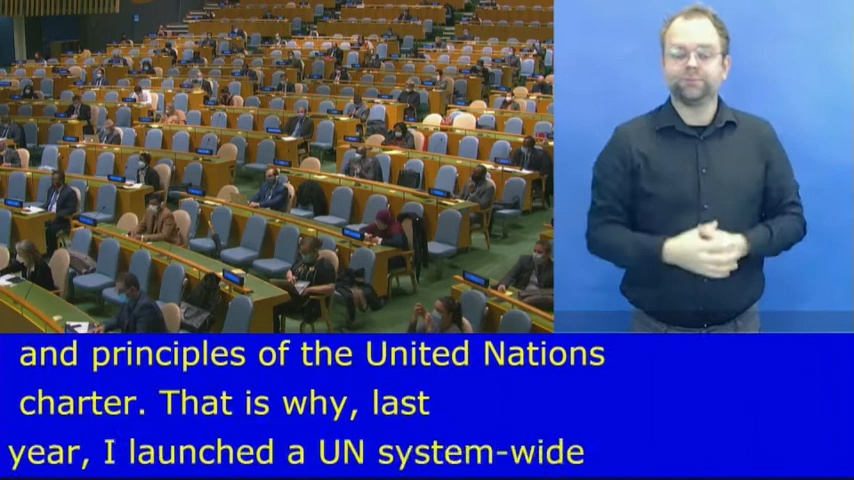 and principles of the United Nations
charter. That is why, last
year, I launched a UN system-wide